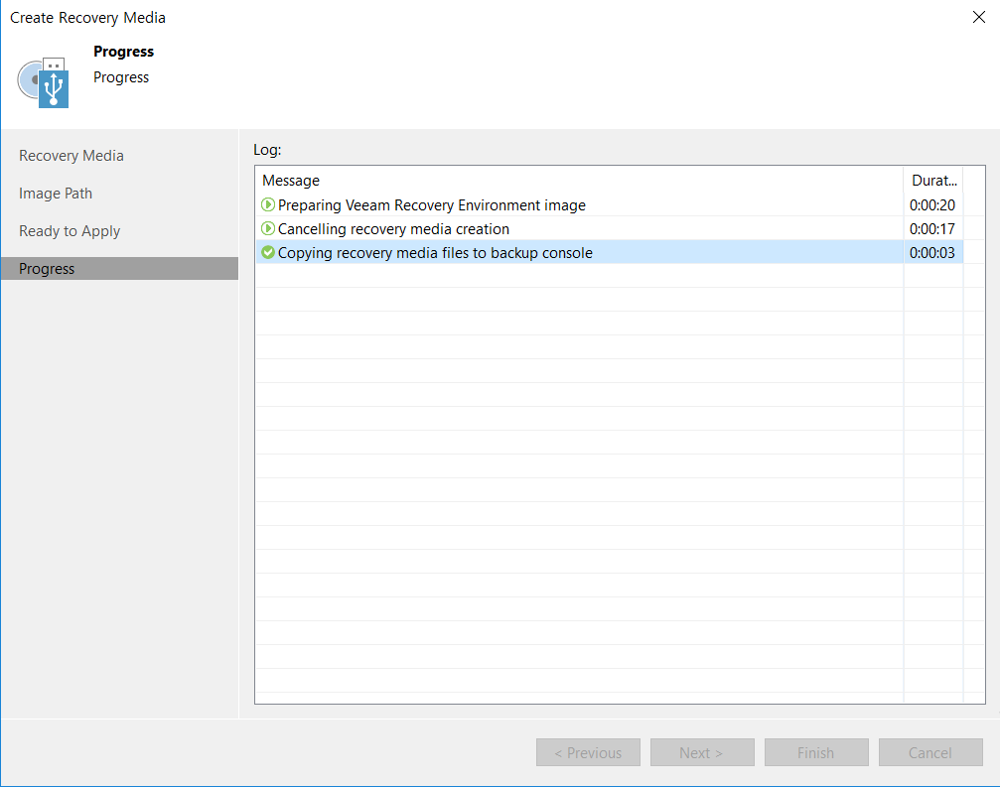 Create Recovery Media
Progress
Progress
Recovery Media
Image Path
Ready to Apply
Progress
Log:
Message Durat...
Preparing Veeam Recovery Environment image 0:00:20
Cancelling recovery media creation 0:00:17
Copying recovery media files to backup console 0:00:03
< Previous Next > Finish Cancel